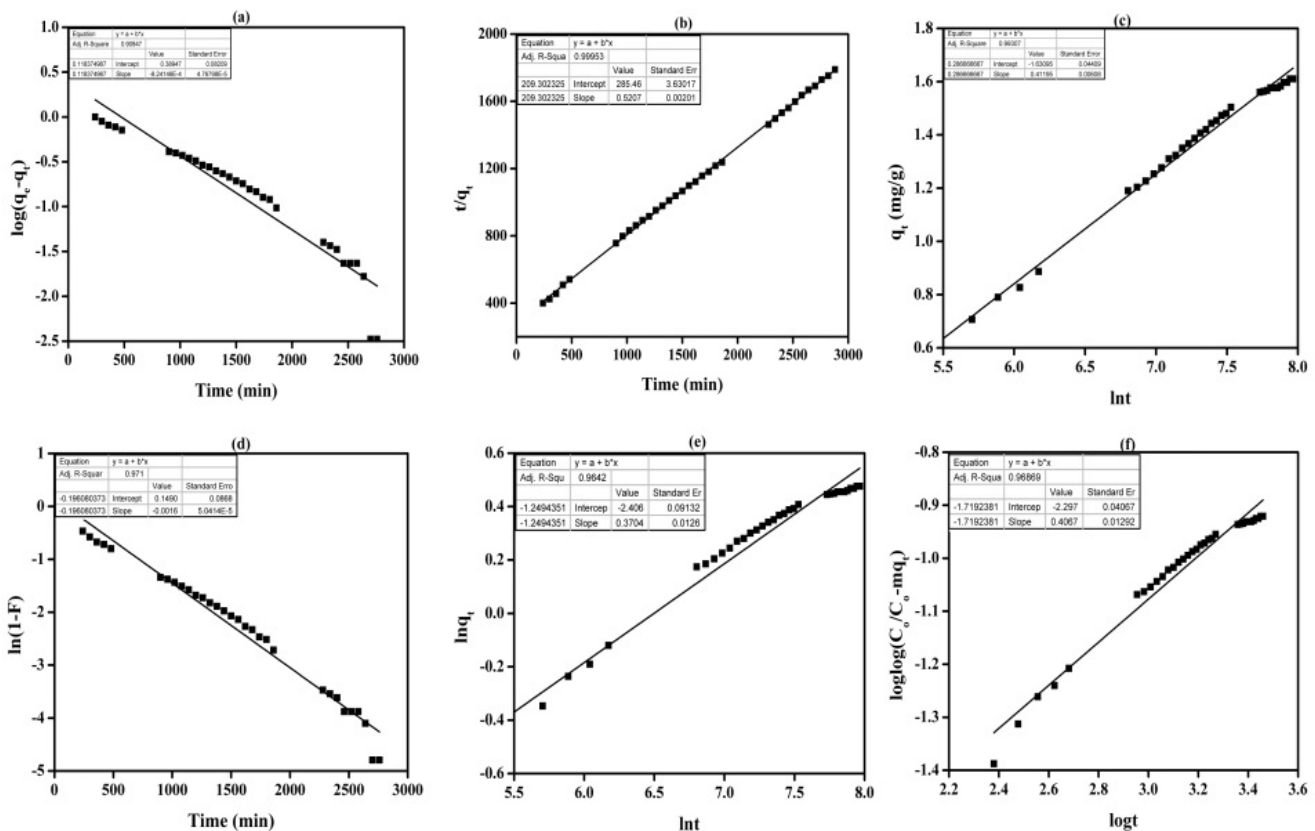 (a)
Equation y = a + b*x
Adj. R-Square 0.90847
Value Standard Error
0.118374987 Intercept 0.38947
0.118374987 Slope
0.0
-0.5
-1.0
-1.5
-2.0
-2.5
log(qe-qt)
0 500 1000 1500 2000 2500 3000
Time (min)
(b)
Equation y = a + b*x
Adj. R-Squa 0.99953
Value Standard Err
209.302325 Intercept 285.46 3.63017
209.302325 Slope 0.5207 0.00201
2000
1600
1200
800
400
t/qt
0 500 1000 1500 2000 2500 3000
Time (min)
(c)
Equation y = a + b*x
Adj. R-Square 0.99307
Value Standard Error
Intercept -1.63095 0.04409
Slope 0.41195 0.00608
1.8
1.6
1.4
1.2
1.0
0.8
0.6
qt (mg/g)
5.5 6.0 6.5 7.0 7.5 8.0
lnt
(d)
Equation y = a + b*x
Adj. R-Squar 0.971
Value Standard Erro
-0.196080373 Intercept 0.1490 0.0868
-0.196080373 Slope -0.0016 5.0414E-5
1
0
-1
-2
-3
-4
-5
ln(1-F)
0 500 1000 1500 2000 2500 3000
Time (min)
(e)
Equation y = a + b*x
Adj. R-Squ 0.9642
Value Standard Er
-1.2494351 Intercep -2.406 0.09132
-1.2494351 Slope 0.3704 0.0126
0.6
0.4
0.2
0.0
-0.2
-0.4
-0.6
lnqt
5.5 6.0 6.5 7.0 7.5 8.0
lnt
(f)
Equation y = a + b*x
Adj. R-Squa 0.96869
Value Standard Er
-1.7192381 Intercep -2.297 0.04067
-1.7192381 Slope 0.4067 0.01292
-0.8
-0.9
-1.0
-1.1
-1.2
-1.3
-1.4
loglog(Co/Co-mqt)
2.2 2.4 2.6 2.8 3.0 3.2 3.4 3.6
logt